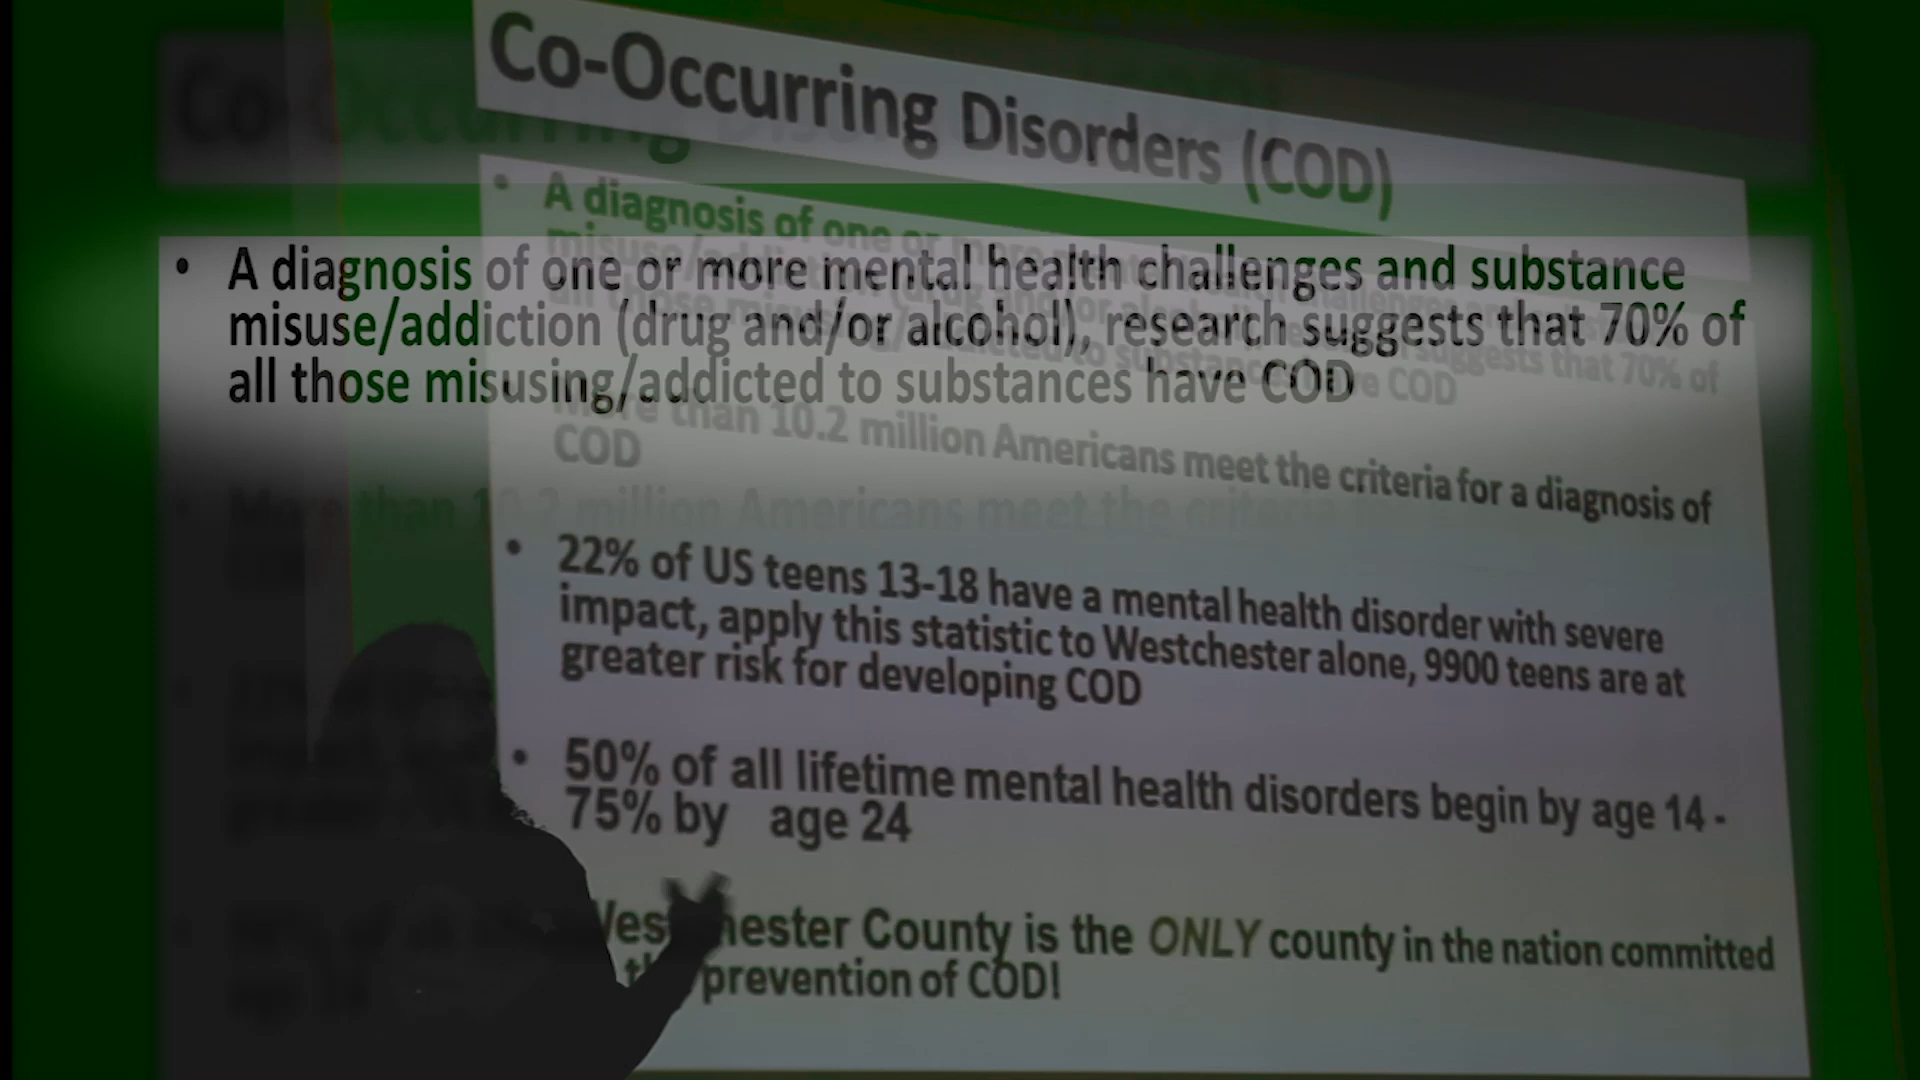 Co-Occurring Disorders (COD)
• A diagnosis of one or more mental health challenges and substance
misuse/addiction (drug and/or alcohol), research suggests that 70% of
all those misusing/addicted to substances have COD
More than 10.2 million Americans meet the criteria for a diagnosis of
COD
• 22% of US teens 13-18 have a mental health disorder with severe
impact, apply this statistic to Westchester alone, 9900 teens are at
greater risk for developing COD
• 50% of all lifetime mental health disorders begin by age 14 -
75% by age 24
Westchester County is the ONLY county in the nation committed
prevention of COD!